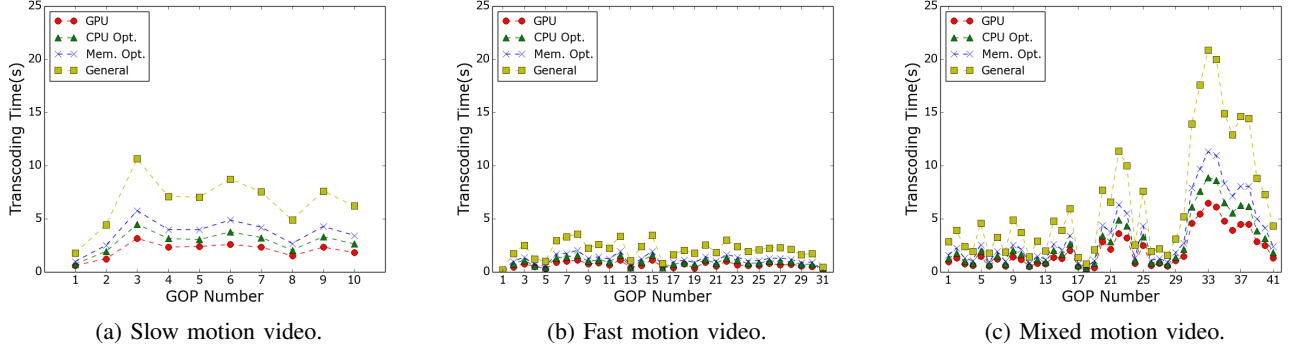 25
20
15
10
5
0
Transcoding Time(s)
GPU
CPU Opt.
Mem. Opt.
General
1 2 3 4 5 6 7 8 9 10
GOP Number
(a) Slow motion video.
25
20
15
10
5
0
Transcoding Time(s)
GPU
CPU Opt.
Mem. Opt.
General
1 3 5 7 9 11 13 15 17 19 21 23 25 27 29 31
GOP Number
(b) Fast motion video.
25
20
15
10
5
0
Transcoding Time(s)
GPU
CPU Opt.
Mem. Opt.
General
1 5 9 13 17 21 25 29 33 37 41
GOP Number
(c) Mixed motion video.